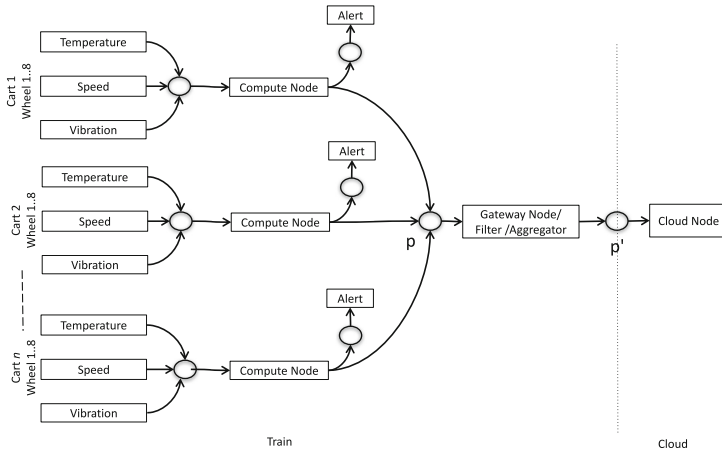 Alert
Temperature
Cart 1
Wheel 1..8
Speed
Compute Node
Vibration
Alert
Temperature
Cart 2
Wheel 1..8
Speed
Compute Node
Gateway Node/
Filter /Aggregator
Cloud Node
p
p'
Vibration
Alert
Temperature
Cart n
Wheel 1..8
Speed
Compute Node
Vibration
Train
Cloud